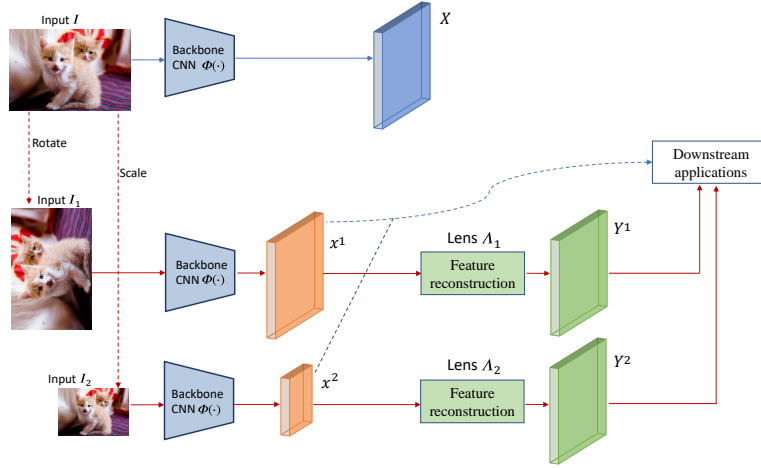 Input I
Backbone
CNN Φ(·)
X
Rotate
Scale
Downstream
applications
Input I₁
Backbone
CNN Φ(·)
x¹
Lens Λ₁
Feature
reconstruction
Y¹
Input I₂
Backbone
CNN Φ(·)
x²
Lens Λ₂
Feature
reconstruction
Y²